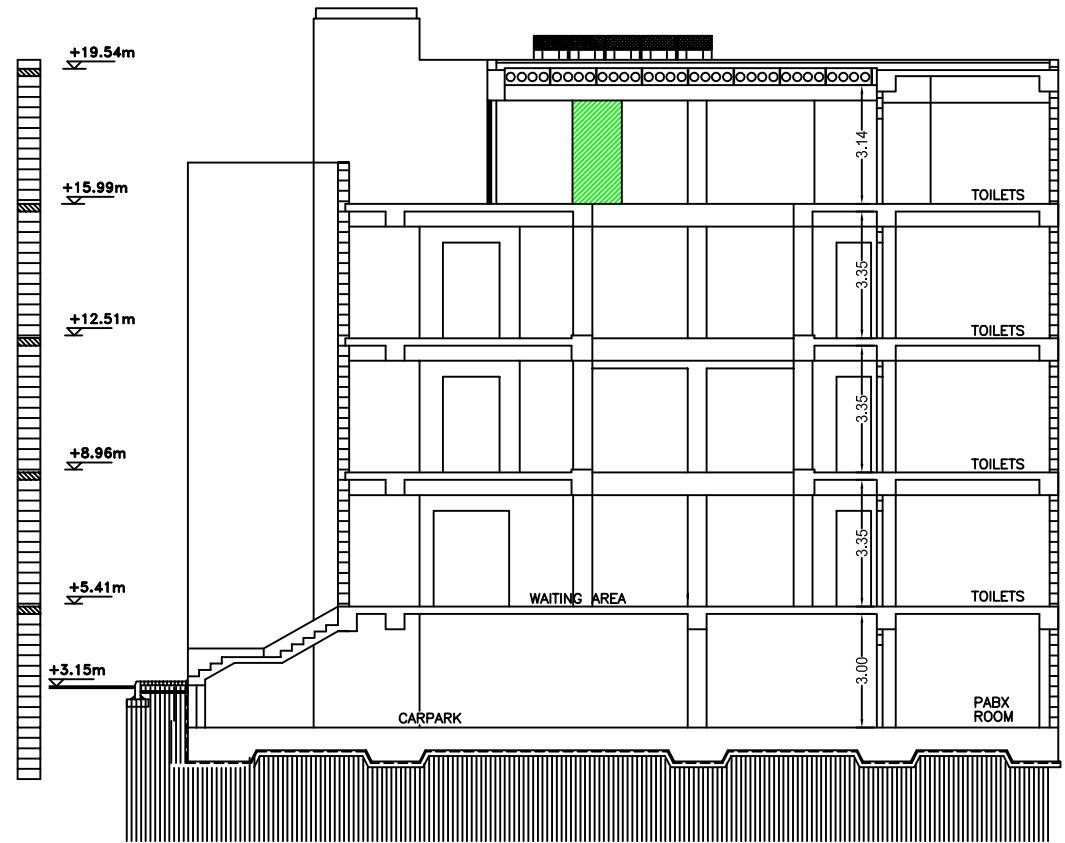 +19.54m
3.14
+15.99m
TOILETS
3.35
+12.51m
TOILETS
3.35
+8.96m
TOILETS
3.35
+5.41m
WAITING AREA
TOILETS
+3.15m
3.00
CARPARK
PABX
ROOM